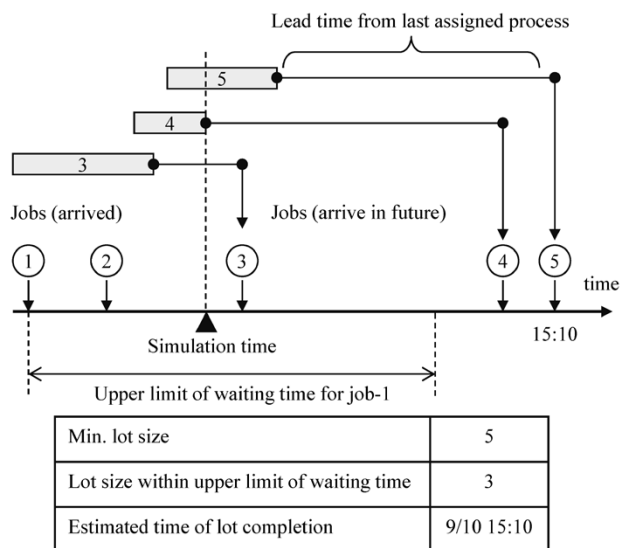 Lead time from last assigned process
5
4
3
Jobs (arrived)
Jobs (arrive in future)
1
2
3
4
5
time
Simulation time
15:10
Upper limit of waiting time for job-1
Min. lot size 5
Lot size within upper limit of waiting time 3
Estimated time of lot completion 9/10 15:10